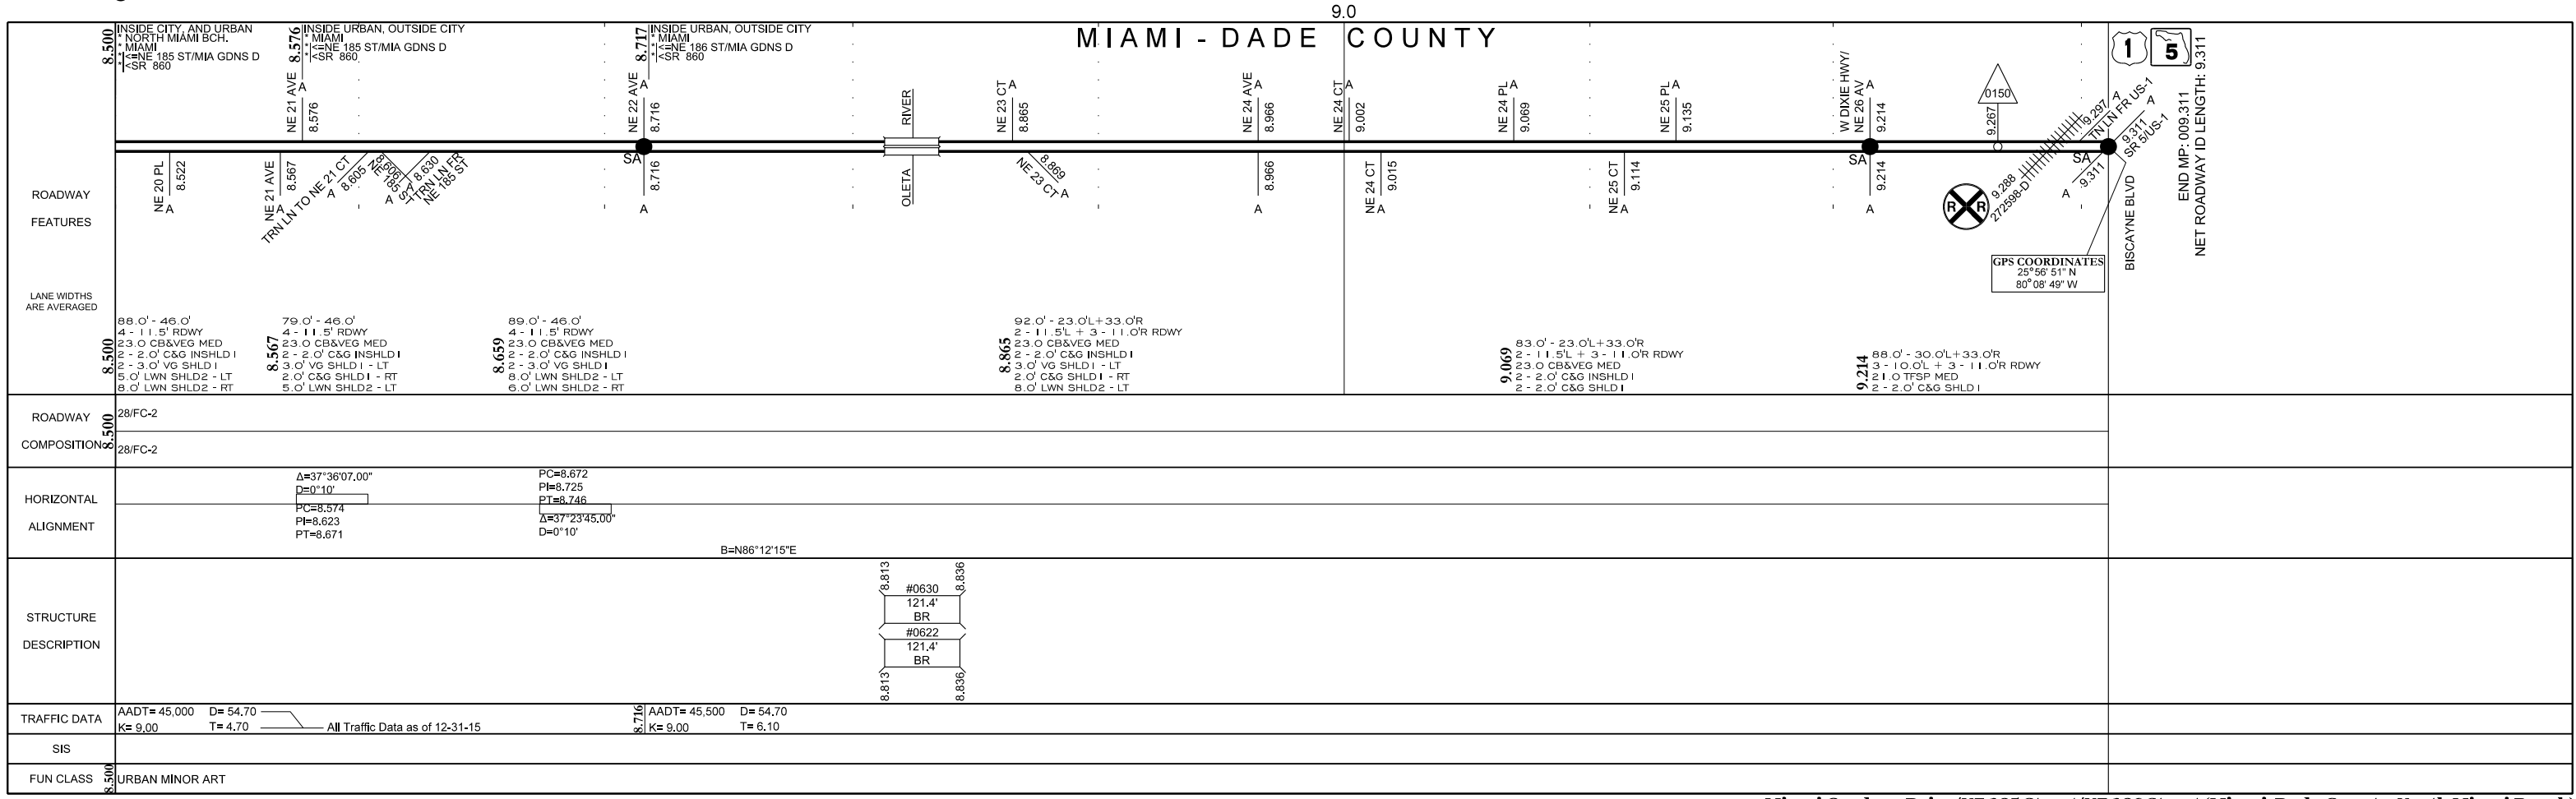 9.0
MIAMI - DADE COUNTY
8.500
INSIDE CITY, AND URBAN
* NORTH MIAMI BCH.
* MIAMI
*|<=NE 185 ST/MIA GDNS D
*|<SR 860
8.576
INSIDE URBAN, OUTSIDE CITY
* MIAMI
*|<=NE 185 ST/MIA GDNS D
*|<SR 860
8.717
INSIDE URBAN, OUTSIDE CITY
* MIAMI
*|<=NE 186 ST/MIA GDNS D
*|<SR 860
1
5
END MP: 009.311
NET ROADWAY ID LENGTH: 9.311
NE 21 AVE A
8.576
NE 22 AVE A
8.716
RIVER
NE 23 CT A
8.865
NE 24 AVE A
8.966
NE 24 CT A
9.002
NE 24 PL A
9.069
NE 25 PL A
9.135
W DIXIE HWY/
NE 26 AV A
9.214
0150
9.267
9.297 A
TN LN FR US-1
9.311 A
SR 5/US-1
ROADWAY
FEATURES
NE 20 PL
8.522
A
NE 21 AVE
8.567
A
TRN LN TO NE 21 CT
8.605
A
8.606
NE 185 ST
A
8.630
TRN LN FR
NE 185 ST
A
SA
8.716
A
OLETA
8.869
NE 23 CT A
8.966
A
NE 24 CT
9.015
A
NE 25 CT
9.114
A
SA
9.214
A
R R
9.288
272598-D
SA
9.311
A
BISCAYNE BLVD
GPS COORDINATES
25°56' 51" N
80°08' 49" W
LANE WIDTHS
ARE AVERAGED
8.500
88.0' - 46.0'
4 - 11.5' RDWY
23.0 CB&VEG MED
2 - 2.0' C&G INSHLD1
2 - 3.0' VG SHLD1
5.0' LWN SHLD2 - LT
8.0' LWN SHLD2 - RT
8.567
79.0' - 46.0'
4 - 11.5' RDWY
23.0 CB&VEG MED
2 - 2.0' C&G INSHLD1
3.0' VG SHLD1 - LT
2.0' C&G SHLD1 - RT
5.0' LWN SHLD2 - LT
8.659
89.0' - 46.0'
4 - 11.5' RDWY
23.0 CB&VEG MED
2 - 2.0' C&G INSHLD1
2 - 3.0' VG SHLD1
8.0' LWN SHLD2 - LT
6.0' LWN SHLD2 - RT
8.865
92.0' - 23.0'L+33.0'R
2 - 11.5'L + 3 - 11.0'R RDWY
23.0 CB&VEG MED
2 - 2.0' C&G INSHLD1
3.0' VG SHLD1 - LT
2.0' C&G SHLD1 - RT
8.0' LWN SHLD2 - LT
9.069
83.0' - 23.0'L+33.0'R
2 - 11.5'L + 3 - 11.0'R RDWY
23.0 CB&VEG MED
2 - 2.0' C&G INSHLD1
2 - 2.0' C&G SHLD1
9.214
88.0' - 30.0'L+33.0'R
3 - 10.0'L + 3 - 11.0'R RDWY
21.0 TFSP MED
2 - 2.0' C&G SHLD1
ROADWAY
COMPOSITION
8.500
28/FC-2
28/FC-2
HORIZONTAL
ALIGNMENT
Δ=37°36'07.00"
D=0°10'
PC=8.574
PI=8.623
PT=8.671
PC=8.672
PI=8.725
PT=8.746
Δ=37°23'45.00"
D=0°10'
B=N86°12'15"E
STRUCTURE
DESCRIPTION
8.813 8.836
#0630
121.4'
BR
#0622
121.4'
BR
8.813 8.836
TRAFFIC DATA
AADT= 45,000 D= 54.70
K= 9.00 T= 4.70
All Traffic Data as of 12-31-15
8.716
AADT= 45,500 D= 54.70
K= 9.00 T= 6.10
SIS
FUN CLASS
8.500
URBAN MINOR ART